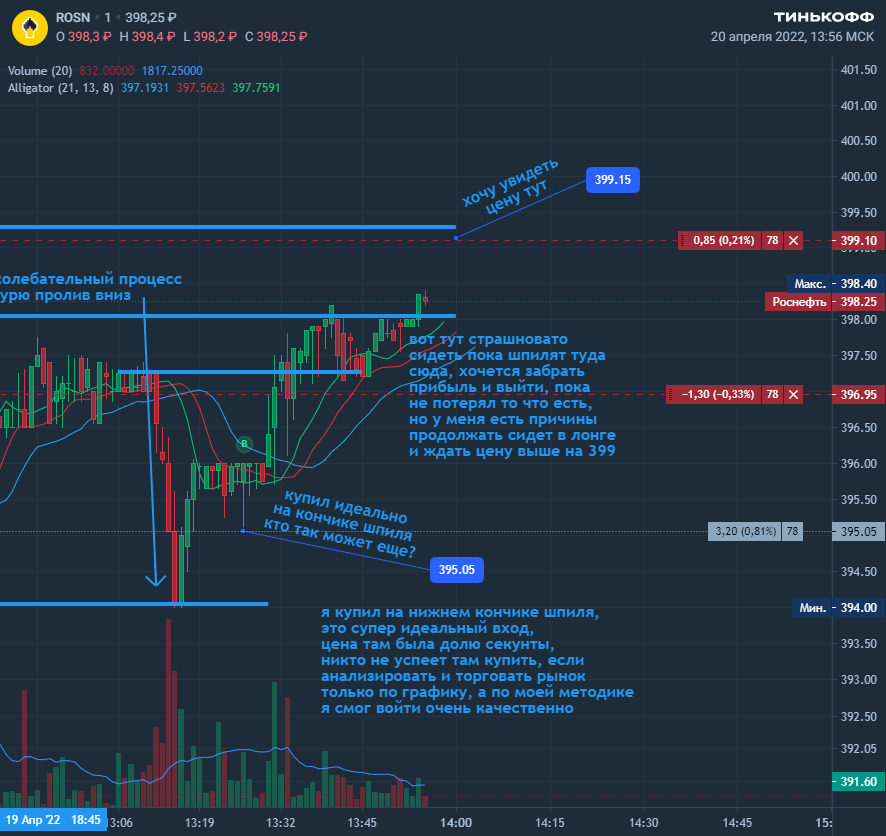 ROSN 1 398,25 ₽
ТИНЬКОФФ
O 398,3 ₽ H 398,4 ₽ L 398,2 ₽ C 398,25 ₽
20 апреля 2022, 13:56 МСК
Volume (20) 832.00000 1817.25000
Alligator (21, 13, 8) 397.1931 397.5623 397.7591
401.50
401.00
400.50
400.00
399.50
хочу увидеть
цену тут
399.15
0,85 (0,21%) 78 399.10
колебательный процесс
Макс. 398.40
Роснефть 398.25
398.00
урю пролив вниз
вот тут страшновато
сидеть пока шпилят туда
сюда, хочется забрать
прибыль и выйти, пока
не потерял то что есть,
но у меня есть причины
продолжать сидет в лонге
и ждать цену выше на 399
397.50
−1,30 (−0,33%) 78 396.95
396.50
396.00
395.50
B
купил идеально
на кончике шпиля
кто так может еще?
3,20 (0,81%) 78 395.05
395.05
394.50
Мин. 394.00
я купил на нижнем кончике шпиля,
это супер идеальный вход,
цена там была долю секунты,
никто не успеет там купить, если
анализировать и торговать рынок
только по графику, а по моей методике
я смог войти очень качественно
393.50
393.00
392.50
392.05
391.60
19 Апр '22 18:45 3:06 13:19 13:32 13:45 14:00 14:15 14:30 14:45 15: